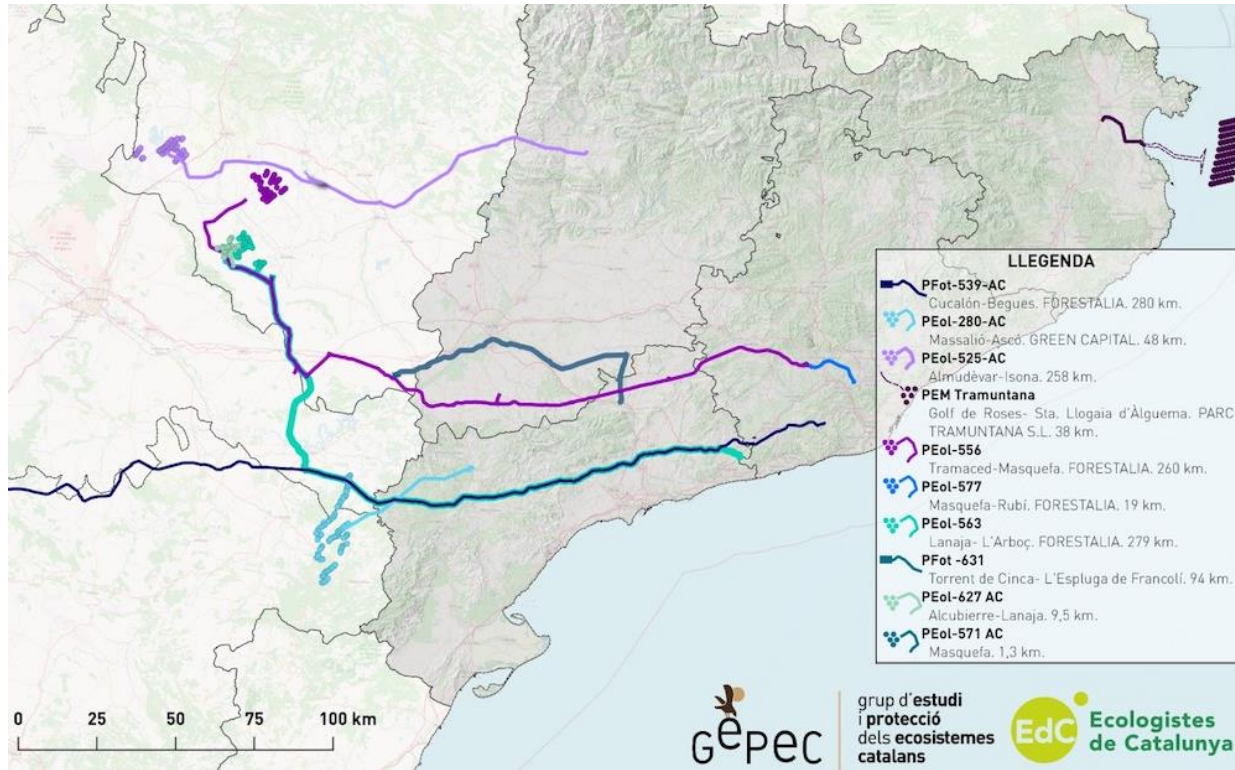 LLEGENDA
PFot-539-AC
Cucalón-Begues. FORESTALIA. 280 km.
PEol-280-AC
Massalió-Ascó. GREEN CAPITAL. 48 km.
PEol-525-AC
Almudèvar-Isona. 258 km.
PEM Tramuntana
Golf de Roses- Sta. Llogaia d'Àlguema. PARC
TRAMUNTANA S.L. 38 km.
PEol-556
Tramaced-Masquefa. FORESTALIA. 260 km.
PEol-577
Masquefa-Rubí. FORESTALIA. 19 km.
PEol-563
Lanaja- L'Arboç. FORESTALIA. 279 km.
PFot -631
Torrent de Cinca- L'Espluga de Francolí. 94 km.
PEol-627 AC
Alcubierre-Lanaja. 9,5 km.
PEol-571 AC
Masquefa. 1,3 km.
0 25 50 75 100 km
GePEC
grup d'estudi
i protecció
dels ecosistemes
catalans
EdC
Ecologistes
de Catalunya